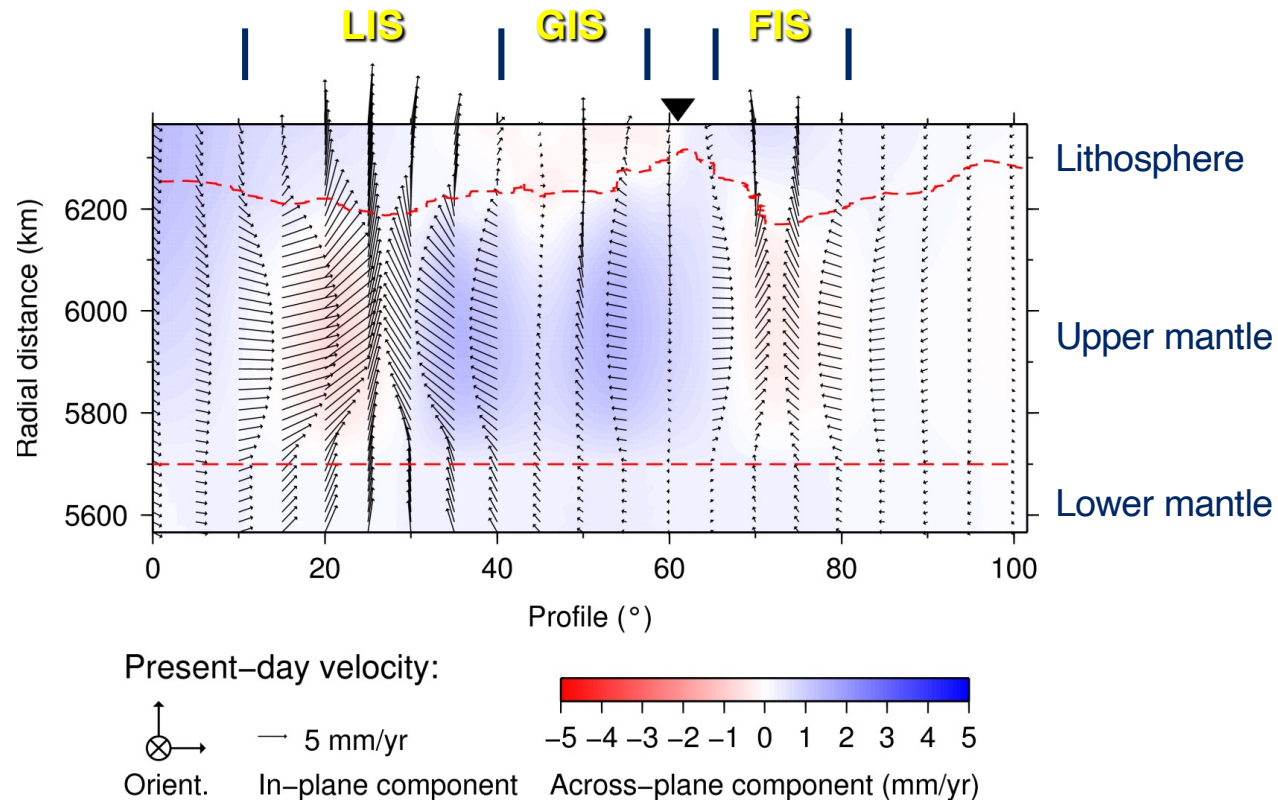 LIS GIS FIS
Lithosphere
Upper mantle
Lower mantle
Radial distance (km)
6200
6000
5800
5600
0 20 40 60 80 100
Profile (°)
Present−day velocity:
5 mm/yr
Orient. In−plane component
−5 −4 −3 −2 −1 0 1 2 3 4 5
Across−plane component (mm/yr)